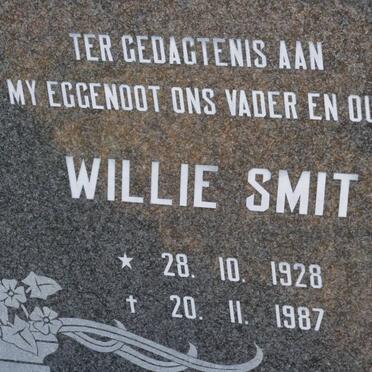 TER GEDAGTENIS AAN
MY EGGENOOT ONS VADER EN
WILLIE SMIT
* 28. 10. 1928
† 20. 11. 1987